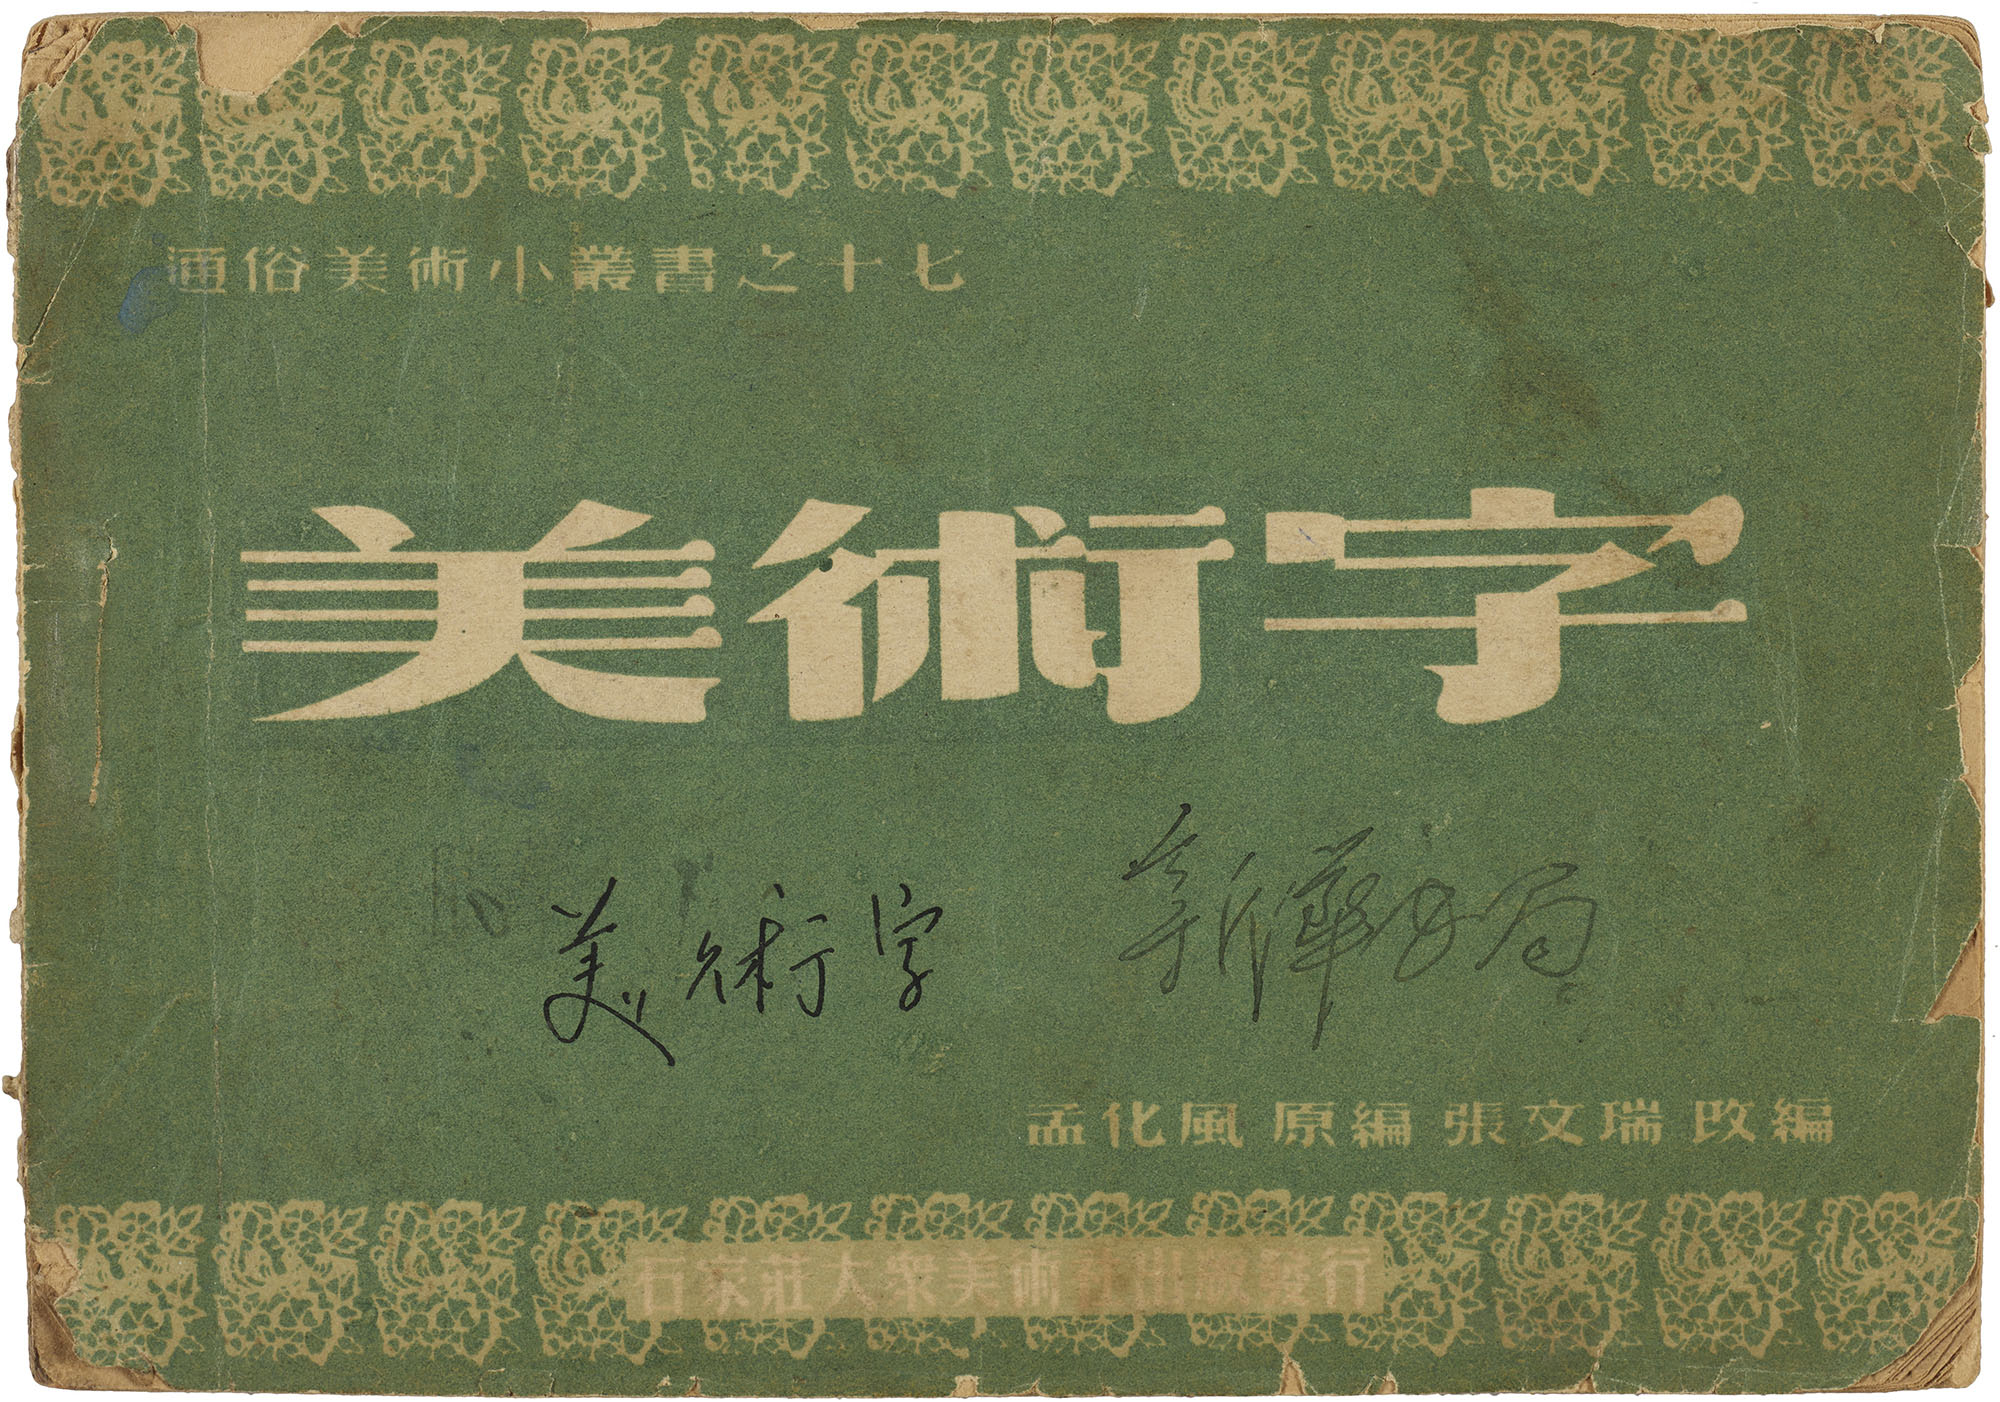 通俗美術小叢書之十七
美術字
美術字
新華書局
孟化風 原編 張文瑞 改編
石家莊大眾美術社出版發行